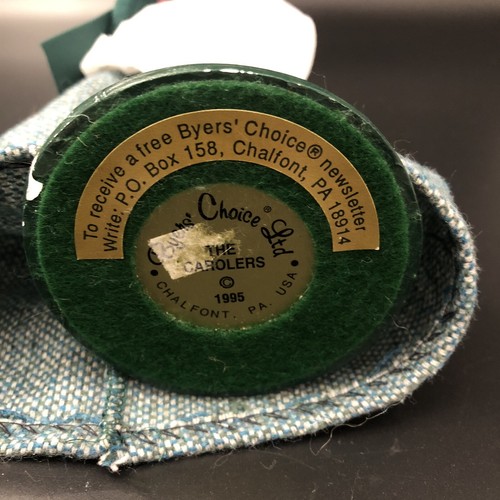 To receive a free Byers' Choice® newsletter
Write: P.O. Box 158, Chalfont, PA 18914
Choice® Ltd
THE
CAROLERS
©
1995
• CHALFONT, PA. USA •